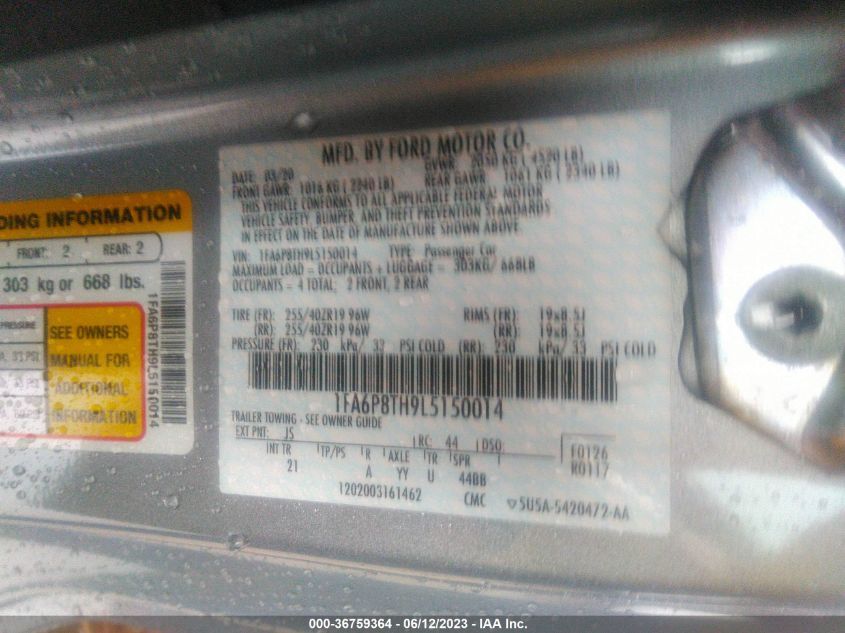 DING INFORMATION
FRONT: 2 REAR: 2
303 kg or 668 lbs.
PRESSURE
SEE OWNERS
MANUAL FOR
ADDITIONAL
INFORMATION
33 PSI
1FA6P8TH9L5150014
MFD. BY FORD MOTOR CO.
DATE: 03/20 GVWR: 2050 KG ( 4520 LB)
FRONT GAWR: 1016 KG ( 2240 LB) REAR GAWR: 1061 KG ( 2340 LB)
THIS VEHICLE CONFORMS TO ALL APPLICABLE FEDERAL MOTOR
VEHICLE SAFETY, BUMPER, AND THEFT PREVENTION STANDARDS
IN EFFECT ON THE DATE OF MANUFACTURE SHOWN ABOVE.
VIN: 1FA6P8TH9L5150014 TYPE: Passenger Car
MAXIMUM LOAD = OCCUPANTS + LUGGAGE = 303KG/ 668LB
OCCUPANTS = 4 TOTAL: 2 FRONT, 2 REAR
TIRE (FR): 255/40ZR19 96W RIMS (FR): 19x8.5J
(RR): 255/40ZR19 96W (RR): 19x8.5J
PRESSURE (FR): 230 kPa/ 33 PSI COLD (RR): 230 kPa/ 33 PSI COLD
1FA6P8TH9L5150014
TRAILER TOWING - SEE OWNER GUIDE
EXT PNT: JS RC: 44 DSO: F0126
INT TR TP/PS R AXLE TR SPR R0117
21 A YY U 44BB
1202003161462 CMC ▽5U5A-5420472-AA
000-36759364 - 06/12/2023 - IAA Inc.